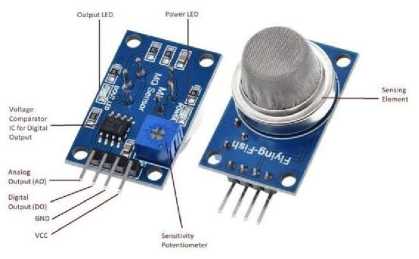 Output LED
Power LED
Voltage
Comparator
IC for Digital
Output
Analog
Output (AO)
Digital
Output (DO)
GND
VCC
Sensitivity
Potentiometer
Sensing
Element
MQ Sensor
POWER
Flying-Fish